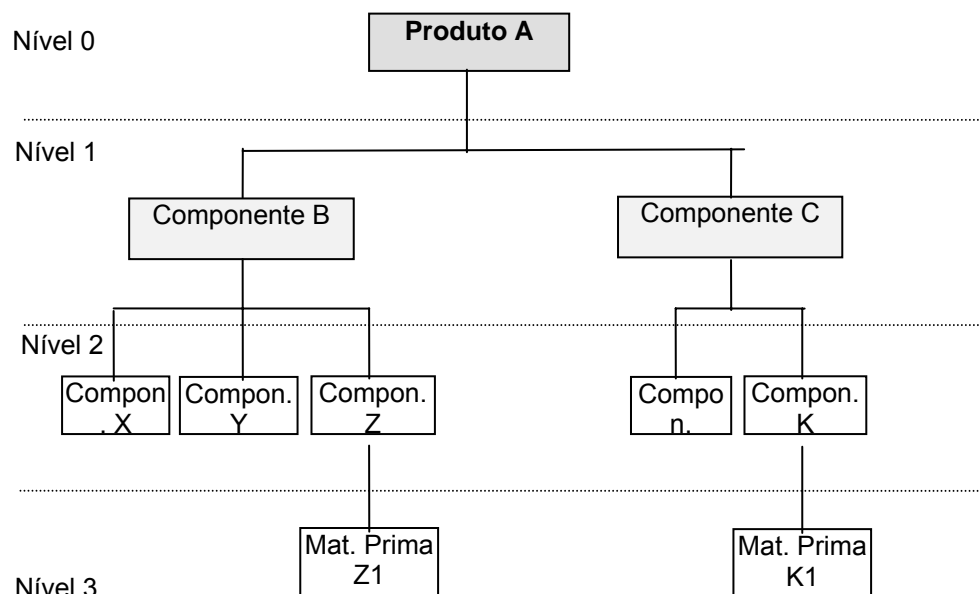 Nível 0
Produto A
Nível 1
Componente B
Componente C
Nível 2
Compon
. X
Compon.
Y
Compon.
Z
Compo
n.
Compon.
K
Mat. Prima
Z1
Mat. Prima
K1
Nível 3